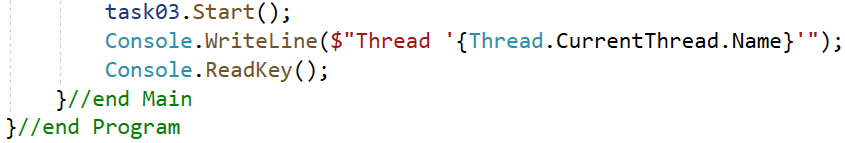 task03.Start();
Console.WriteLine($"Thread '{Thread.CurrentThread.Name}'");
Console.ReadKey();
}//end Main
}//end Program